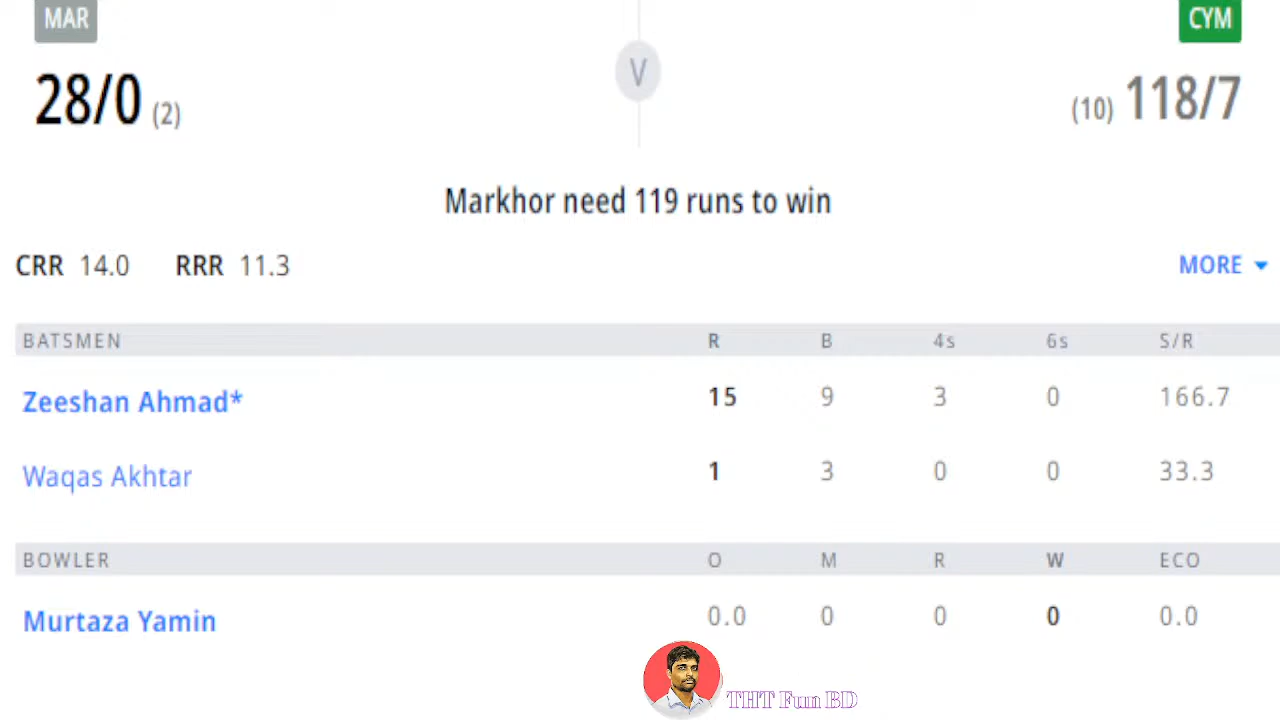 MAR CYM
V
28/0 (2) (10) 118/7
Markhor need 119 runs to win
CRR 14.0 RRR 11.3 MORE
BATSMEN R B 4s 6s S/R
Zeeshan Ahmad* 15 9 3 0 166.7
Waqas Akhtar 1 3 0 0 33.3
BOWLER O M R W ECO
Murtaza Yamin 0.0 0 0 0 0.0
THT Fun BD